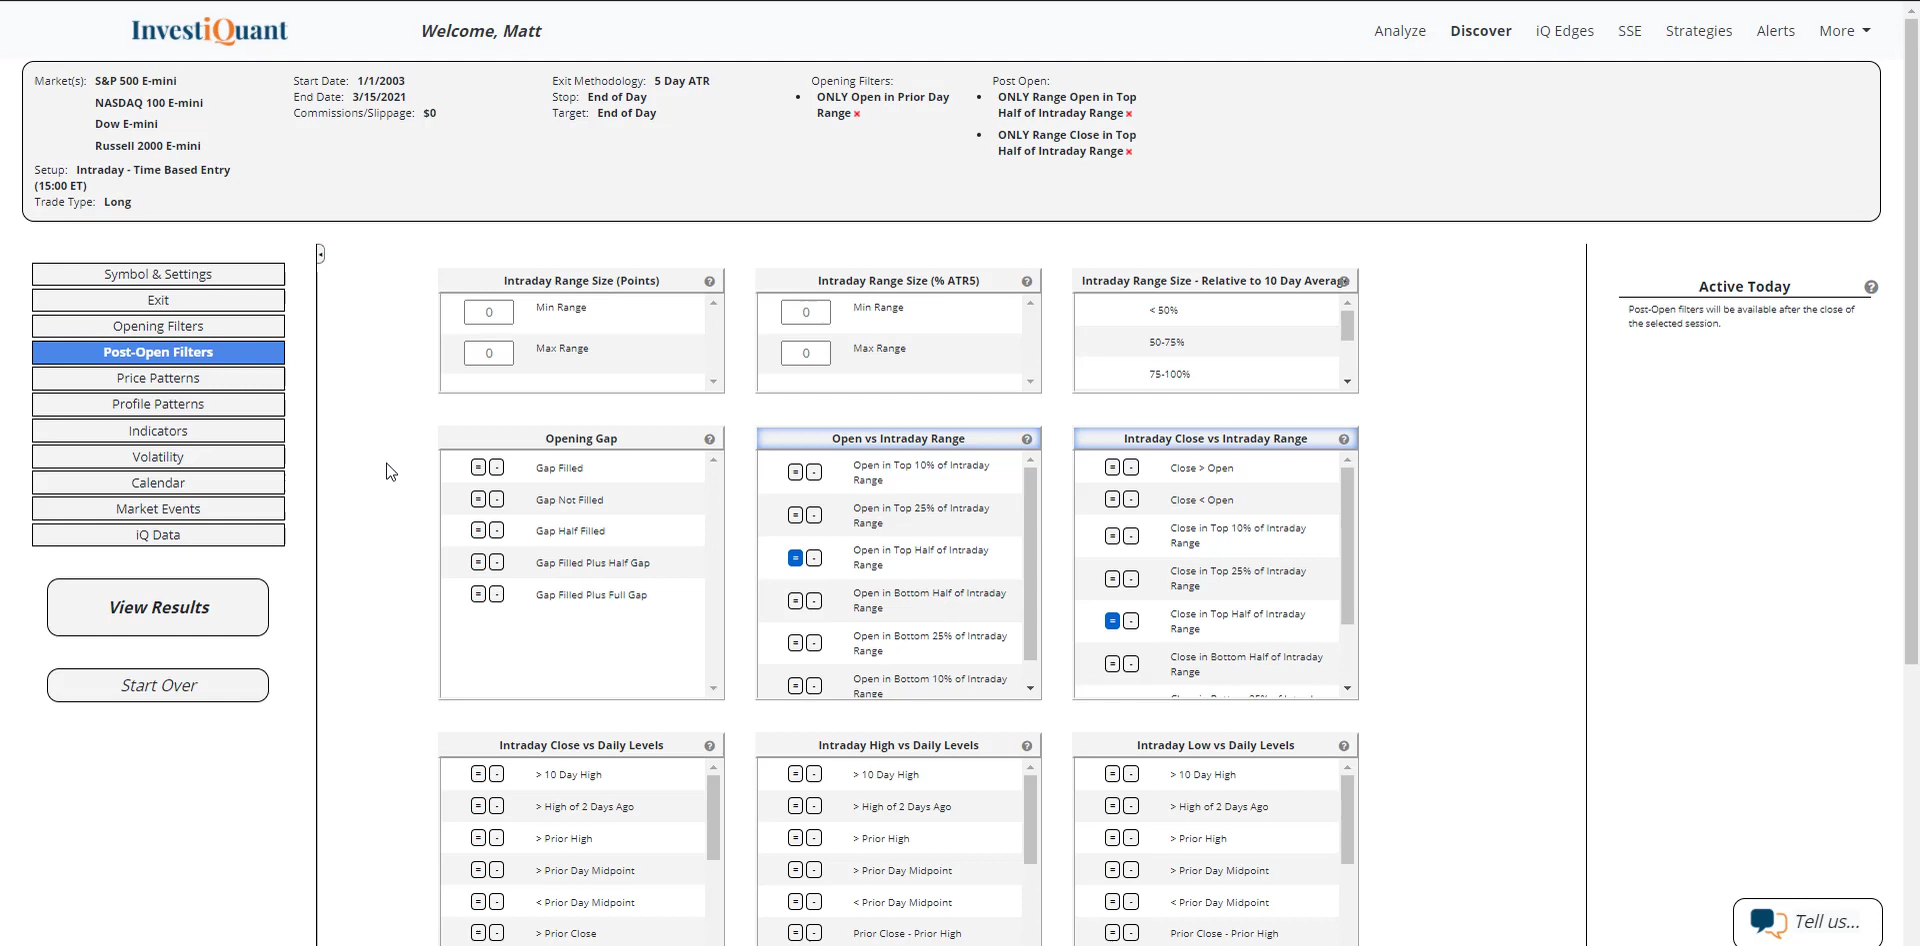 InvestiQuant
Welcome, Matt
Analyze
Discover
iQ Edges
SSE
Strategies
Alerts
More
Market(s): S&P 500 E-mini
NASDAQ 100 E-mini
Dow E-mini
Russell 2000 E-mini
Setup: Intraday - Time Based Entry
(15:00 ET)
Trade Type: Long
Start Date: 1/1/2003
End Date: 3/15/2021
Commissions/Slippage: $0
Exit Methodology: 5 Day ATR
Stop: End of Day
Target: End of Day
Opening Filters:
• ONLY Open in Prior Day
Range ×
Post Open:
• ONLY Range Open in Top
Half of Intraday Range ×
• ONLY Range Close in Top
Half of Intraday Range ×
Symbol & Settings
Exit
Opening Filters
Post-Open Filters
Price Patterns
Profile Patterns
Indicators
Volatility
Calendar
Market Events
iQ Data
View Results
Start Over
Intraday Range Size (Points) ?
0 Min Range
0 Max Range
Intraday Range Size (% ATR5) ?
0 Min Range
0 Max Range
Intraday Range Size - Relative to 10 Day Averag
< 50%
50-75%
75-100%
Opening Gap ?
= - Gap Filled
= - Gap Not Filled
= - Gap Half Filled
= - Gap Filled Plus Half Gap
= - Gap Filled Plus Full Gap
Open vs Intraday Range ?
= - Open in Top 10% of Intraday
Range
= - Open in Top 25% of Intraday
Range
= - Open in Top Half of Intraday
Range
= - Open in Bottom Half of Intraday
Range
= - Open in Bottom 25% of Intraday
Range
= - Open in Bottom 10% of Intraday
Range
Intraday Close vs Intraday Range ?
= - Close > Open
= - Close < Open
= - Close in Top 10% of Intraday
Range
= - Close in Top 25% of Intraday
Range
= - Close in Top Half of Intraday
Range
= - Close in Bottom Half of Intraday
Range
Intraday Close vs Daily Levels ?
= - > 10 Day High
= - > High of 2 Days Ago
= - > Prior High
= - > Prior Day Midpoint
= - < Prior Day Midpoint
= - > Prior Close
Intraday High vs Daily Levels ?
= - > 10 Day High
= - > High of 2 Days Ago
= - > Prior High
= - > Prior Day Midpoint
= - < Prior Day Midpoint
= - Prior Close - Prior High
Intraday Low vs Daily Levels ?
= - > 10 Day High
= - > High of 2 Days Ago
= - > Prior High
= - > Prior Day Midpoint
= - < Prior Day Midpoint
= - Prior Close - Prior High
Active Today ?
Post-Open filters will be available after the close of
the selected session.
Tell us...